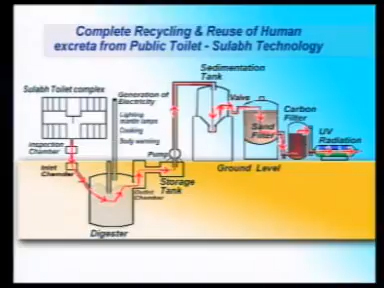 Complete Recycling & Reuse of Human
excreta from Public Toilet - Sulabh Technology
Sedimentation
Tank
Sulabh Toilet complex
Generation of
Electricity
Valve
Lighting
mantle lamps
Cooking
Body warming
Carbon
Filter
Sand
Filter
UV
Radiation
Inspection
Chamber
Pump
Inlet
Chamber
Ground Level
Storage
Tank
Outlet
Chamber
Digester